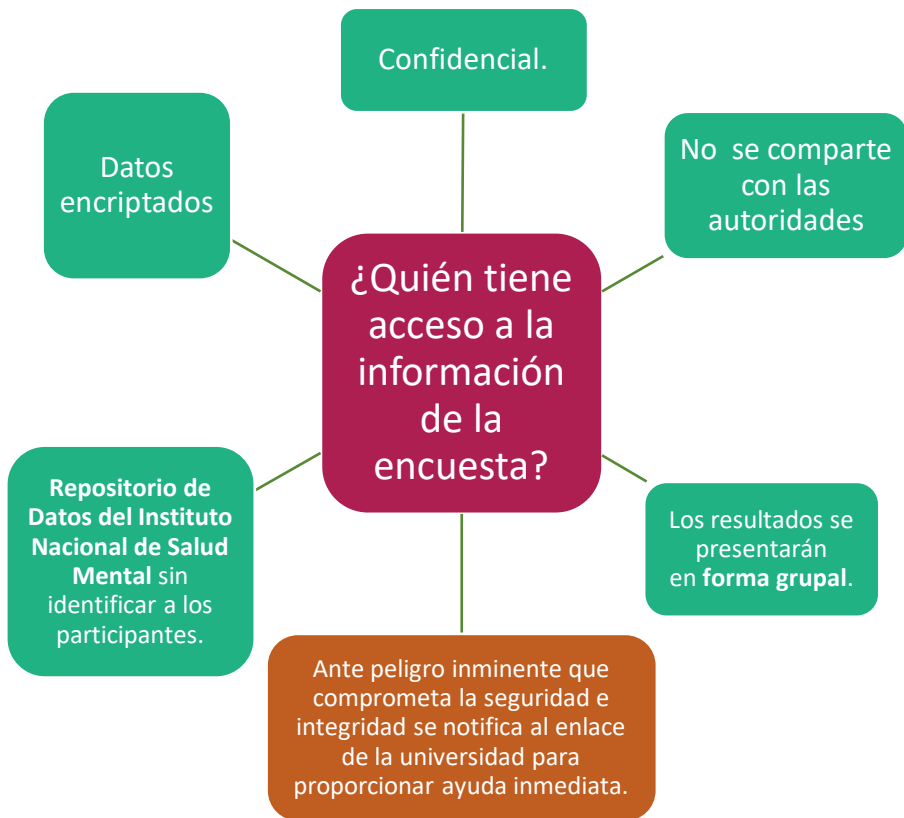 Confidencial.
Datos
encriptados
No se comparte
con las
autoridades
¿Quién tiene
acceso a la
información
de la
encuesta?
Repositorio de
Datos del Instituto
Nacional de Salud
Mental sin
identificar a los
participantes.
Los resultados se
presentarán
en forma grupal.
Ante peligro inminente que
comprometa la seguridad e
integridad se notifica al enlace
de la universidad para
proporcionar ayuda inmediata.